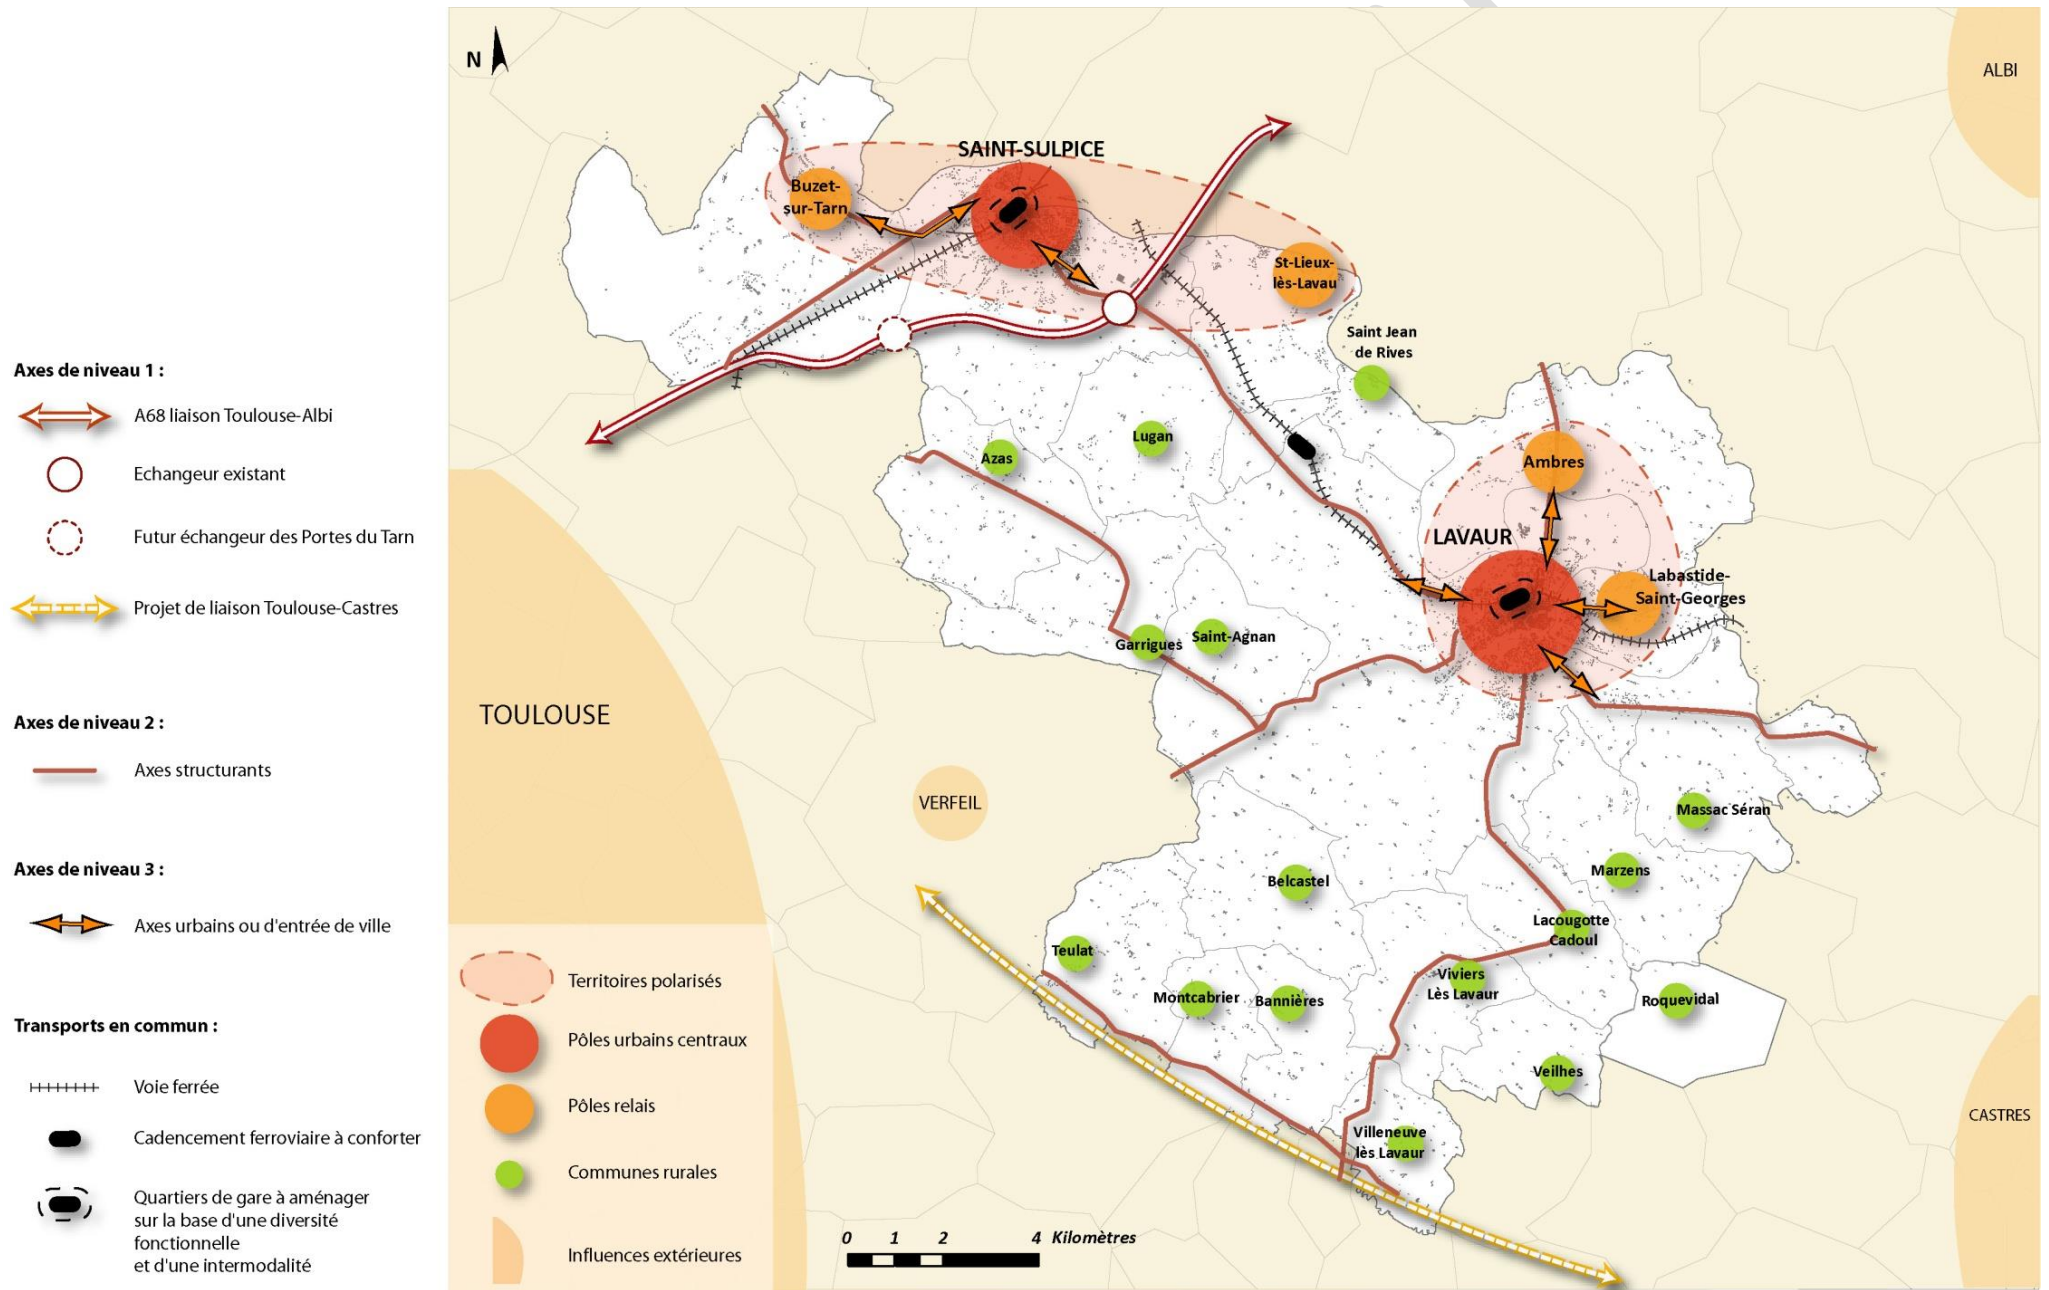 Axes de niveau 1 :
A68 liaison Toulouse-Albi
Echangeur existant
Futur échangeur des Portes du Tarn
Projet de liaison Toulouse-Castres
Axes de niveau 2 :
Axes structurants
Axes de niveau 3 :
Axes urbains ou d'entrée de ville
Transports en commun :
Voie ferrée
Cadencement ferroviaire à conforter
Quartiers de gare à aménager
sur la base d'une diversité
fonctionnelle
et d'une intermodalité
Territoires polarisés
Pôles urbains centraux
Pôles relais
Communes rurales
Influences extérieures
N
ALBI
SAINT-SULPICE
Buzet-
sur-Tarn
St-Lieux-
lès-Lavau
Saint Jean
de Rives
Lugan
Azas
Ambres
LAVAUR
Labastide-
Saint-Georges
Garrigues
Saint-Agnan
TOULOUSE
VERFEIL
Massac Séran
Marzens
Belcastel
Lacougotte
Cadoul
Teulat
Montcabrier
Bannières
Viviers
Lès Lavaur
Roquevidal
Veilhes
Villeneuve
lès Lavaur
CASTRES
0 1 2 4 Kilomètres